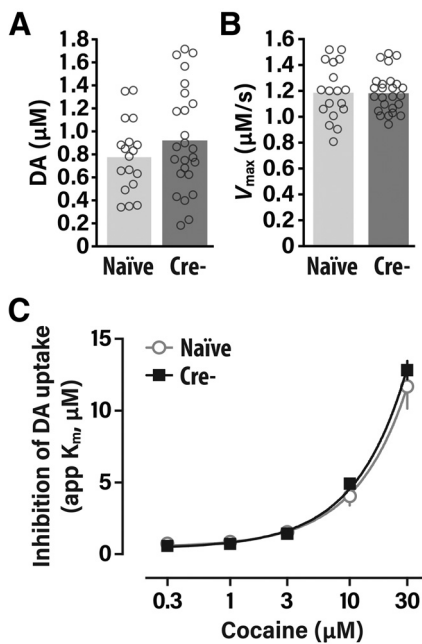 A
DA (μM)
1.8
1.6
1.4
1.2
1.0
0.8
0.6
0.4
0.2
0
Naïve Cre-
B
Vmax (μM/s)
1.6
1.4
1.2
1.0
0.8
0.6
0.4
0.2
0
Naïve Cre-
C
Inhibition of DA uptake
(app Km, μM)
15
10
5
0
Naïve
Cre-
0.3 1 3 10 30
Cocaine (μM)